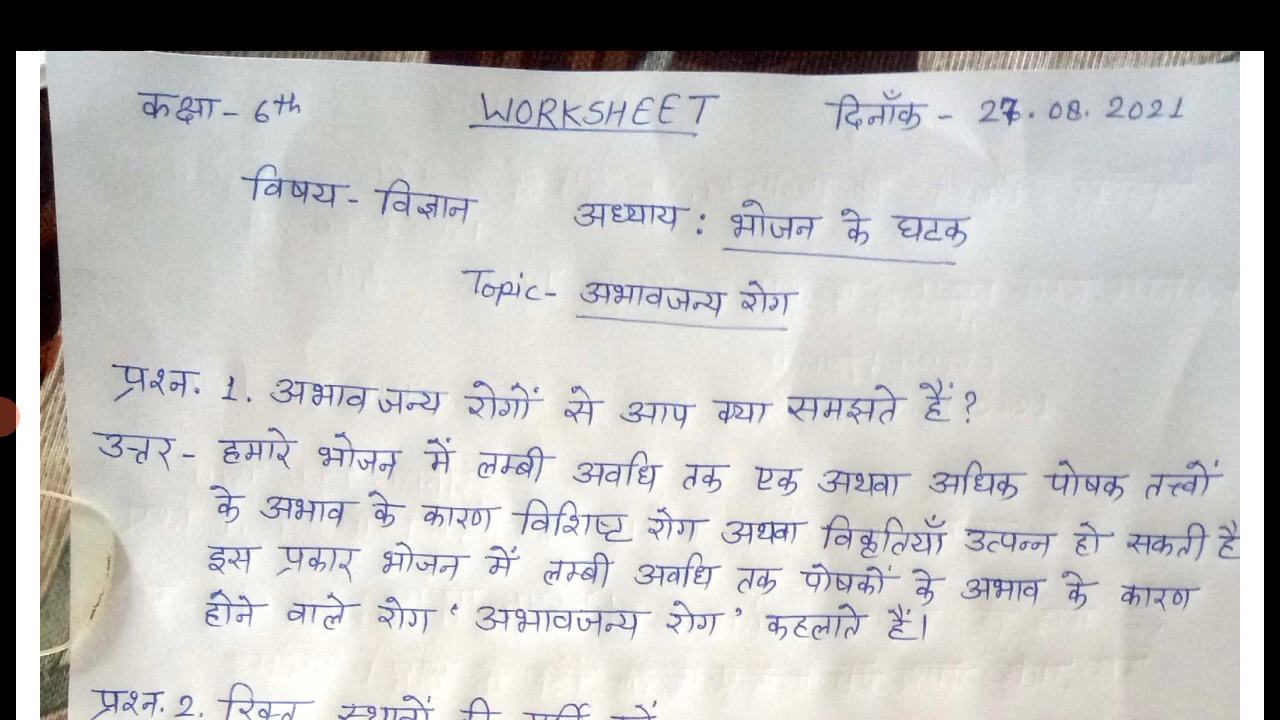 कक्षा - 6th WORKSHEET दिनाँक - 27.08.2021
विषय - विज्ञान अध्याय : भोजन के घटक
Topic - अभावजन्य रोग
प्रश्न. 1. अभावजन्य रोगों से आप क्या समझते हैं?
उत्तर - हमारे भोजन में लम्बी अवधि तक एक अथवा अधिक पोषक तत्त्वों
के अभाव के कारण विशिष्ट रोग अथवा विकृतियाँ उत्पन्न हो सकती है
इस प्रकार भोजन में लम्बी अवधि तक पोषकों के अभाव के कारण
होने वाले रोग ‘अभावजन्य रोग’ कहलाते हैं।
प्रश्न. 2. रिक्त स्थानों की पूर्ति करें